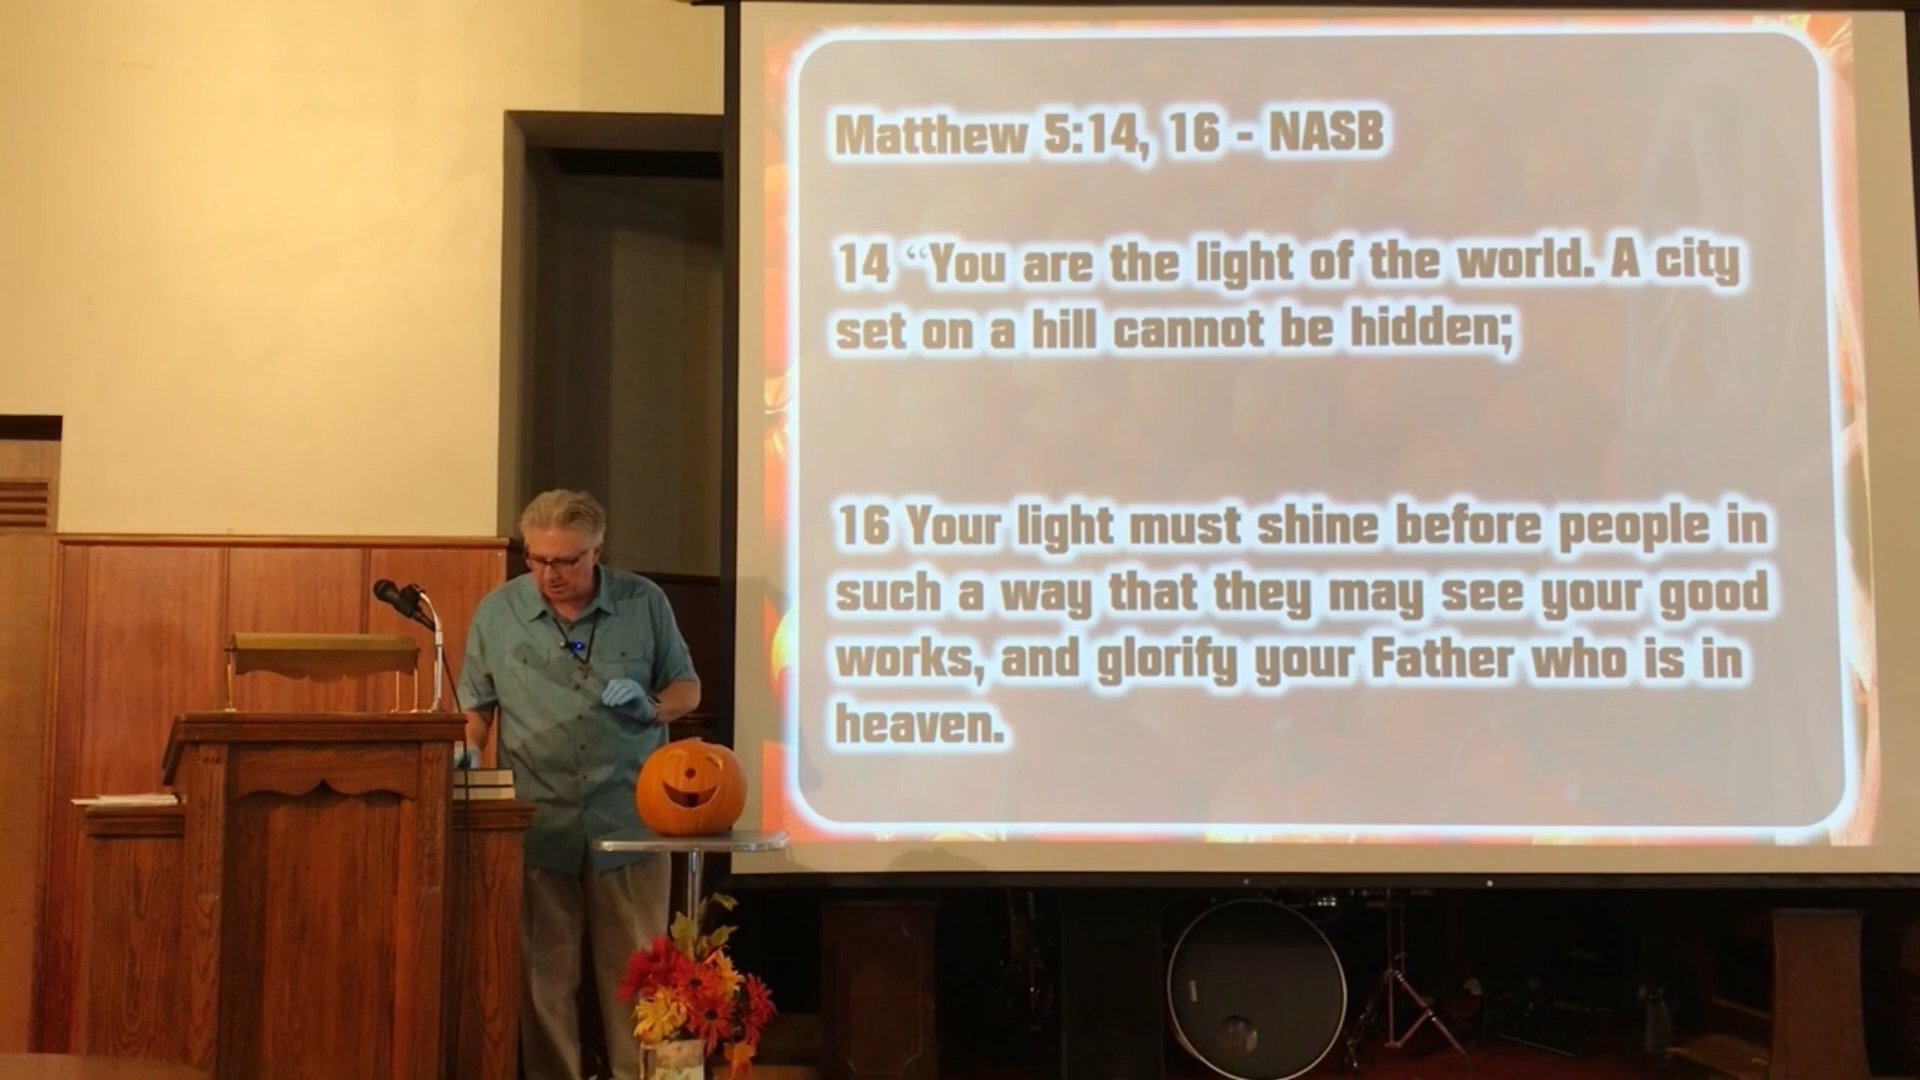 Matthew 5:14, 16 - NASB
14 “You are the light of the world. A city
set on a hill cannot be hidden;
16 Your light must shine before people in
such a way that they may see your good
works, and glorify your Father who is in
heaven.